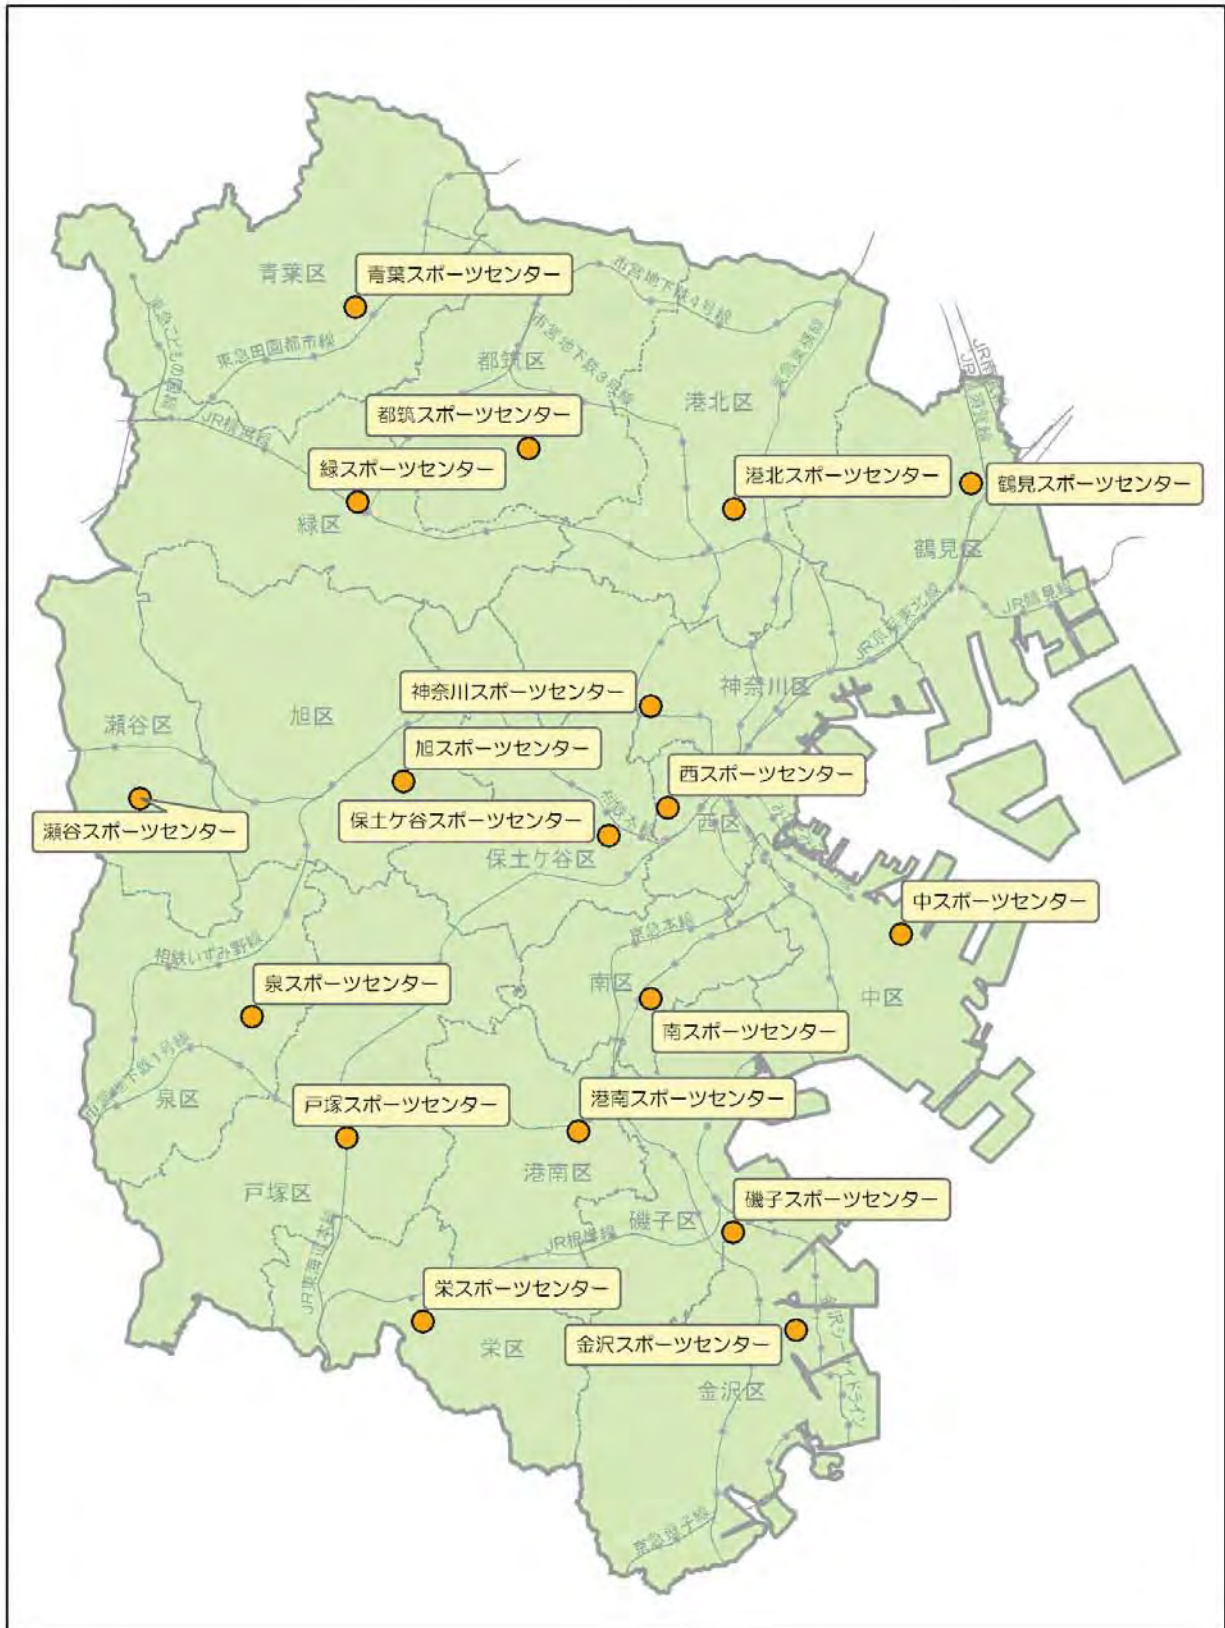 青葉区
青葉スポーツセンター
市営地下鉄4号線
東急こどもの国線
東急田園都市線
都筑区
市営地下鉄3号線
東急東横線
港北区
JR横浜線
都筑スポーツセンター
緑スポーツセンター
港北スポーツセンター
鶴見スポーツセンター
緑区
鶴見区
JR鶴見線
JR京浜東北線
神奈川スポーツセンター
神奈川区
瀬谷区
旭区
旭スポーツセンター
西スポーツセンター
瀬谷スポーツセンター
保土ケ谷スポーツセンター
相鉄本線
西区
保土ケ谷区
中スポーツセンター
京急本線
相鉄いずみ野線
泉スポーツセンター
南区
中区
南スポーツセンター
市営地下鉄1号線
泉区
戸塚スポーツセンター
港南スポーツセンター
港南区
戸塚区
磯子スポーツセンター
磯子区
JR根岸線
JR東海道本線
栄スポーツセンター
金沢スポーツセンター
金沢シーサイドライン
栄区
金沢区
京急逗子線